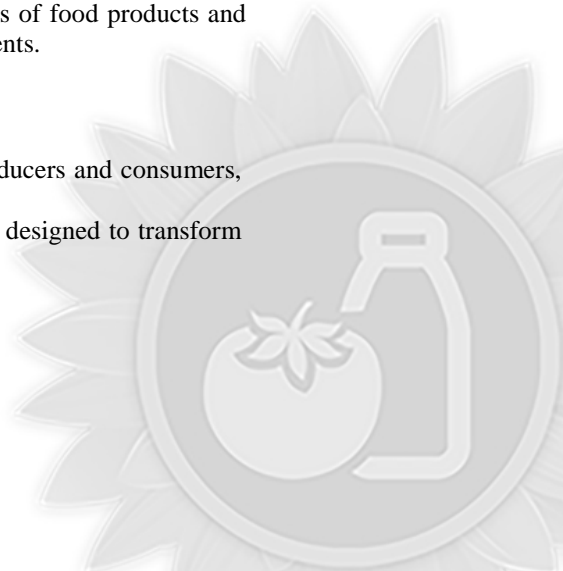 s of food products and
ents.
ducers and consumers,
designed to transform